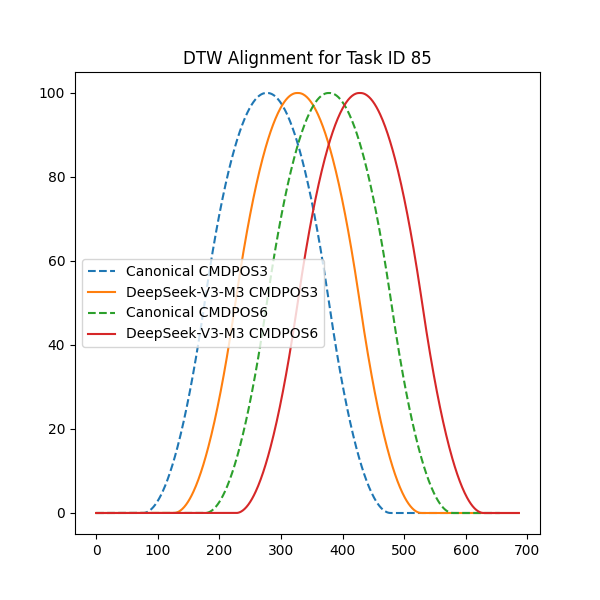 DTW Alignment for Task ID 85
100
80
60
40
20
0
Canonical CMDPOS3
DeepSeek-V3-M3 CMDPOS3
Canonical CMDPOS6
DeepSeek-V3-M3 CMDPOS6
0 100 200 300 400 500 600 700